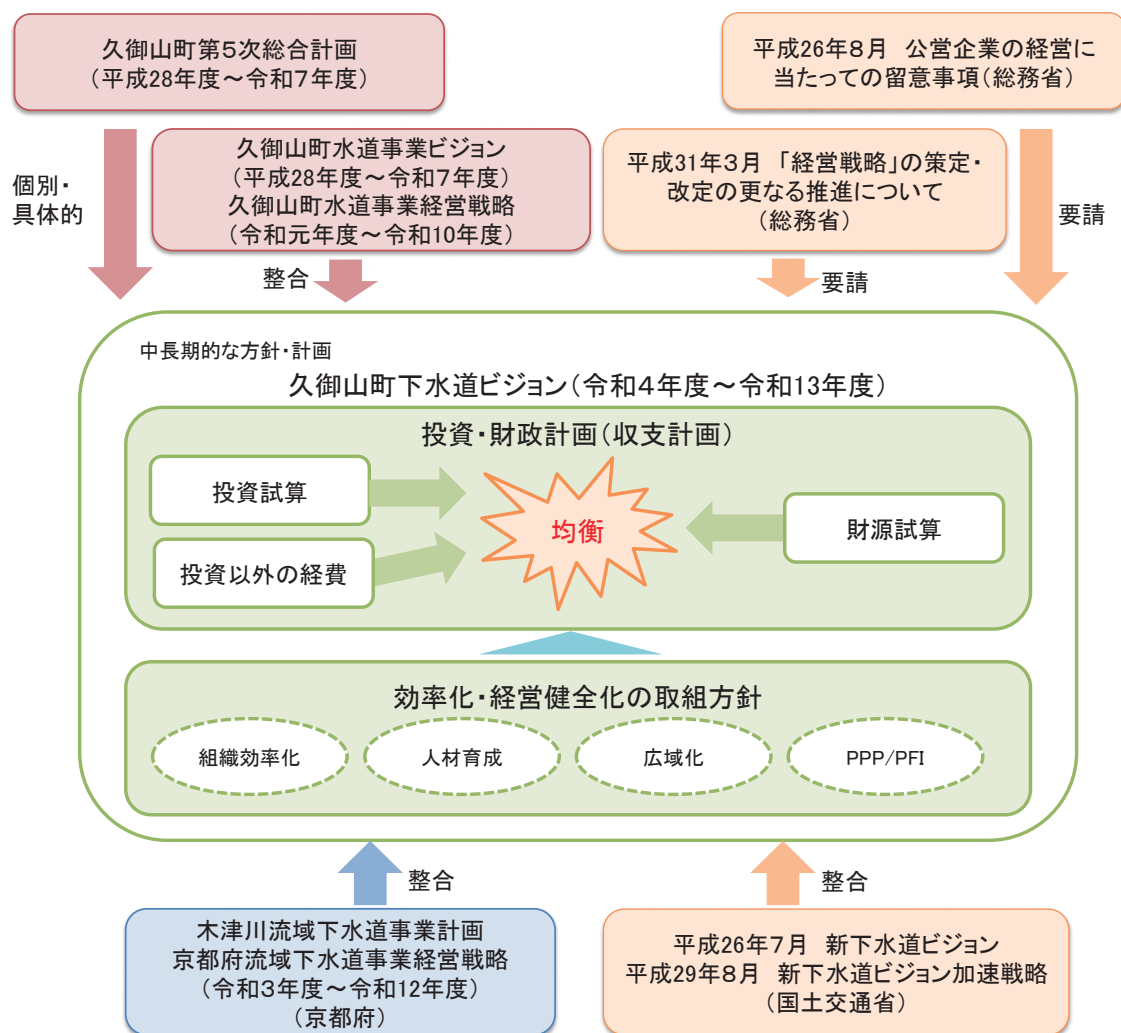 久御山町第5次総合計画
(平成28年度～令和7年度)
平成26年8月 公営企業の経営に
当たっての留意事項(総務省)
個別・
具体的
久御山町水道事業ビジョン
(平成28年度～令和7年度)
久御山町水道事業経営戦略
(令和元年度～令和10年度)
平成31年3月 「経営戦略」の策定・
改定の更なる推進について
(総務省)
要請
整合
要請
中長期的な方針・計画
久御山町下水道ビジョン(令和4年度～令和13年度)
投資・財政計画(収支計画)
投資試算
投資以外の経費
均衡
財源試算
効率化・経営健全化の取組方針
組織効率化
人材育成
広域化
PPP/PFI
整合
整合
木津川流域下水道事業計画
京都府流域下水道事業経営戦略
(令和3年度～令和12年度)
(京都府)
平成26年7月 新下水道ビジョン
平成29年8月 新下水道ビジョン加速戦略
(国土交通省)